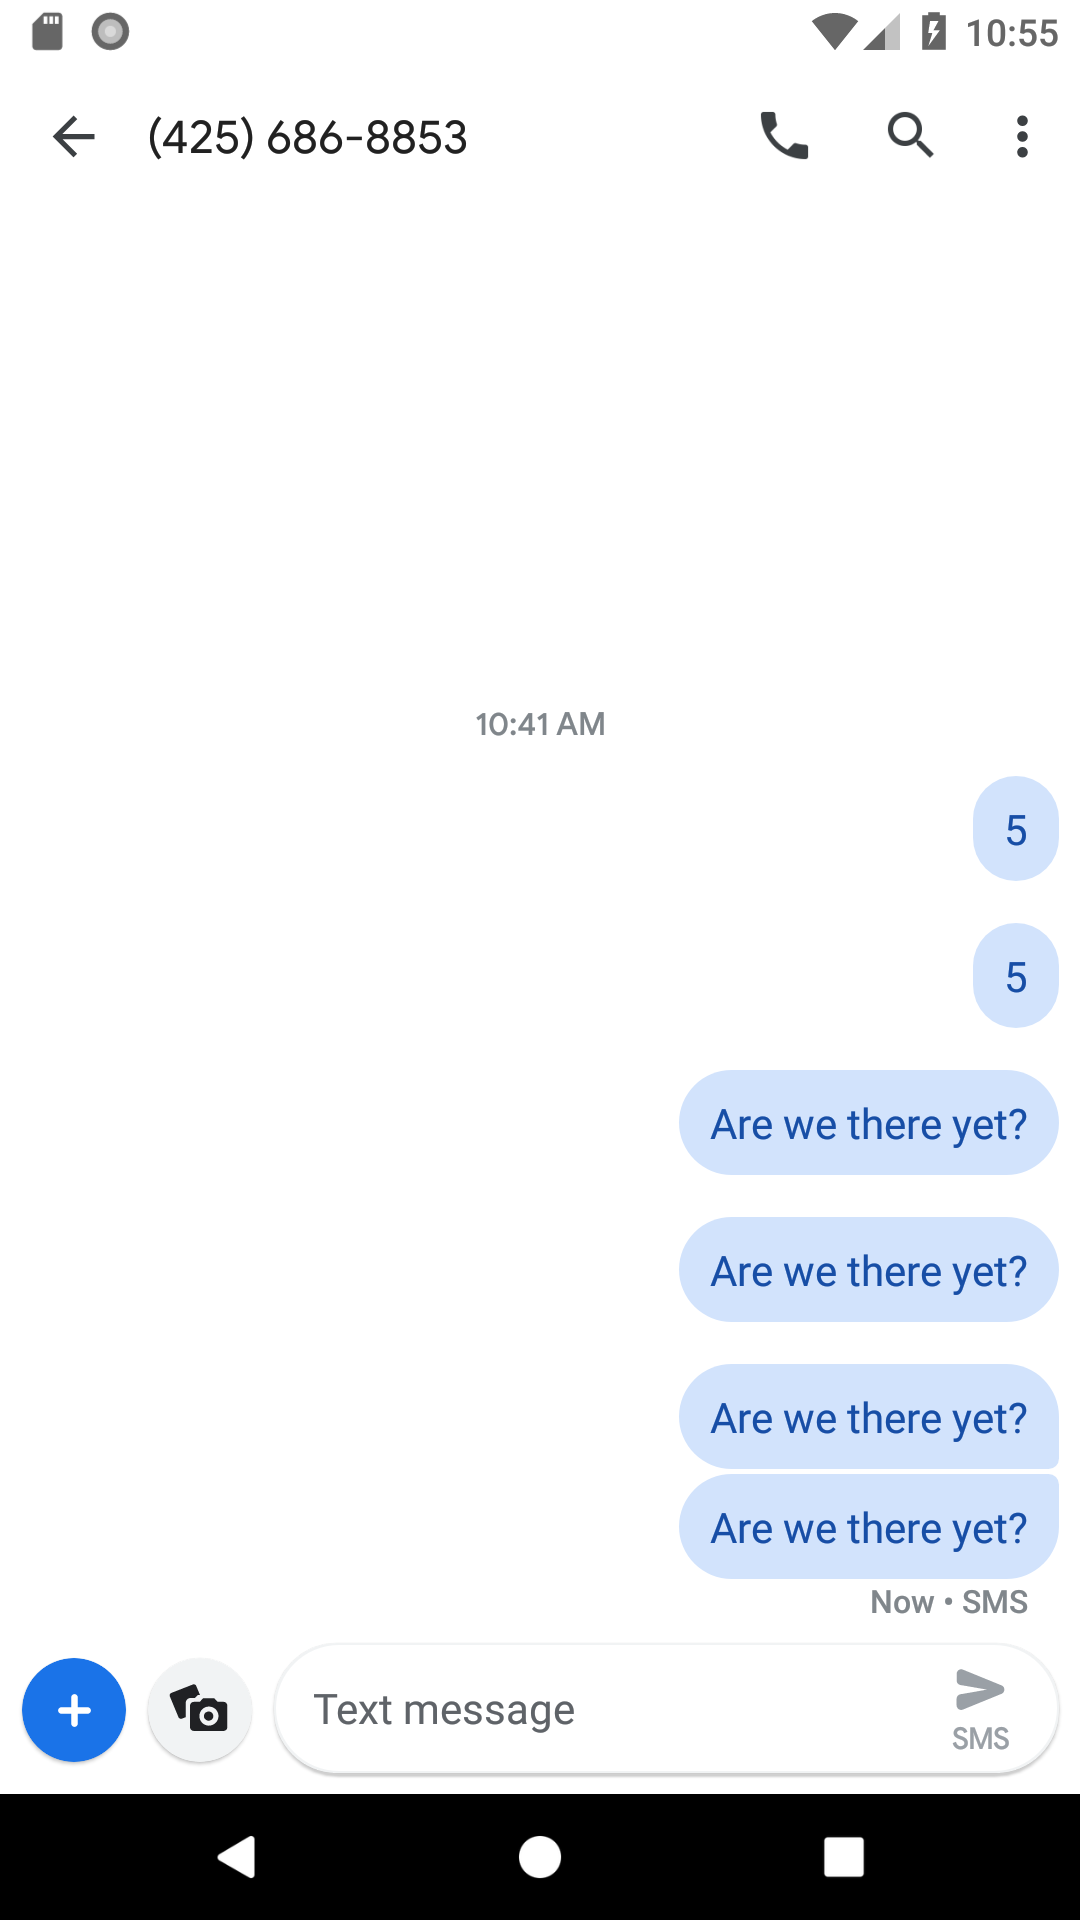 10:55
(425) 686-8853
10:41 AM
5
5
Are we there yet?
Are we there yet?
Are we there yet?
Are we there yet?
Now • SMS
Text message
SMS